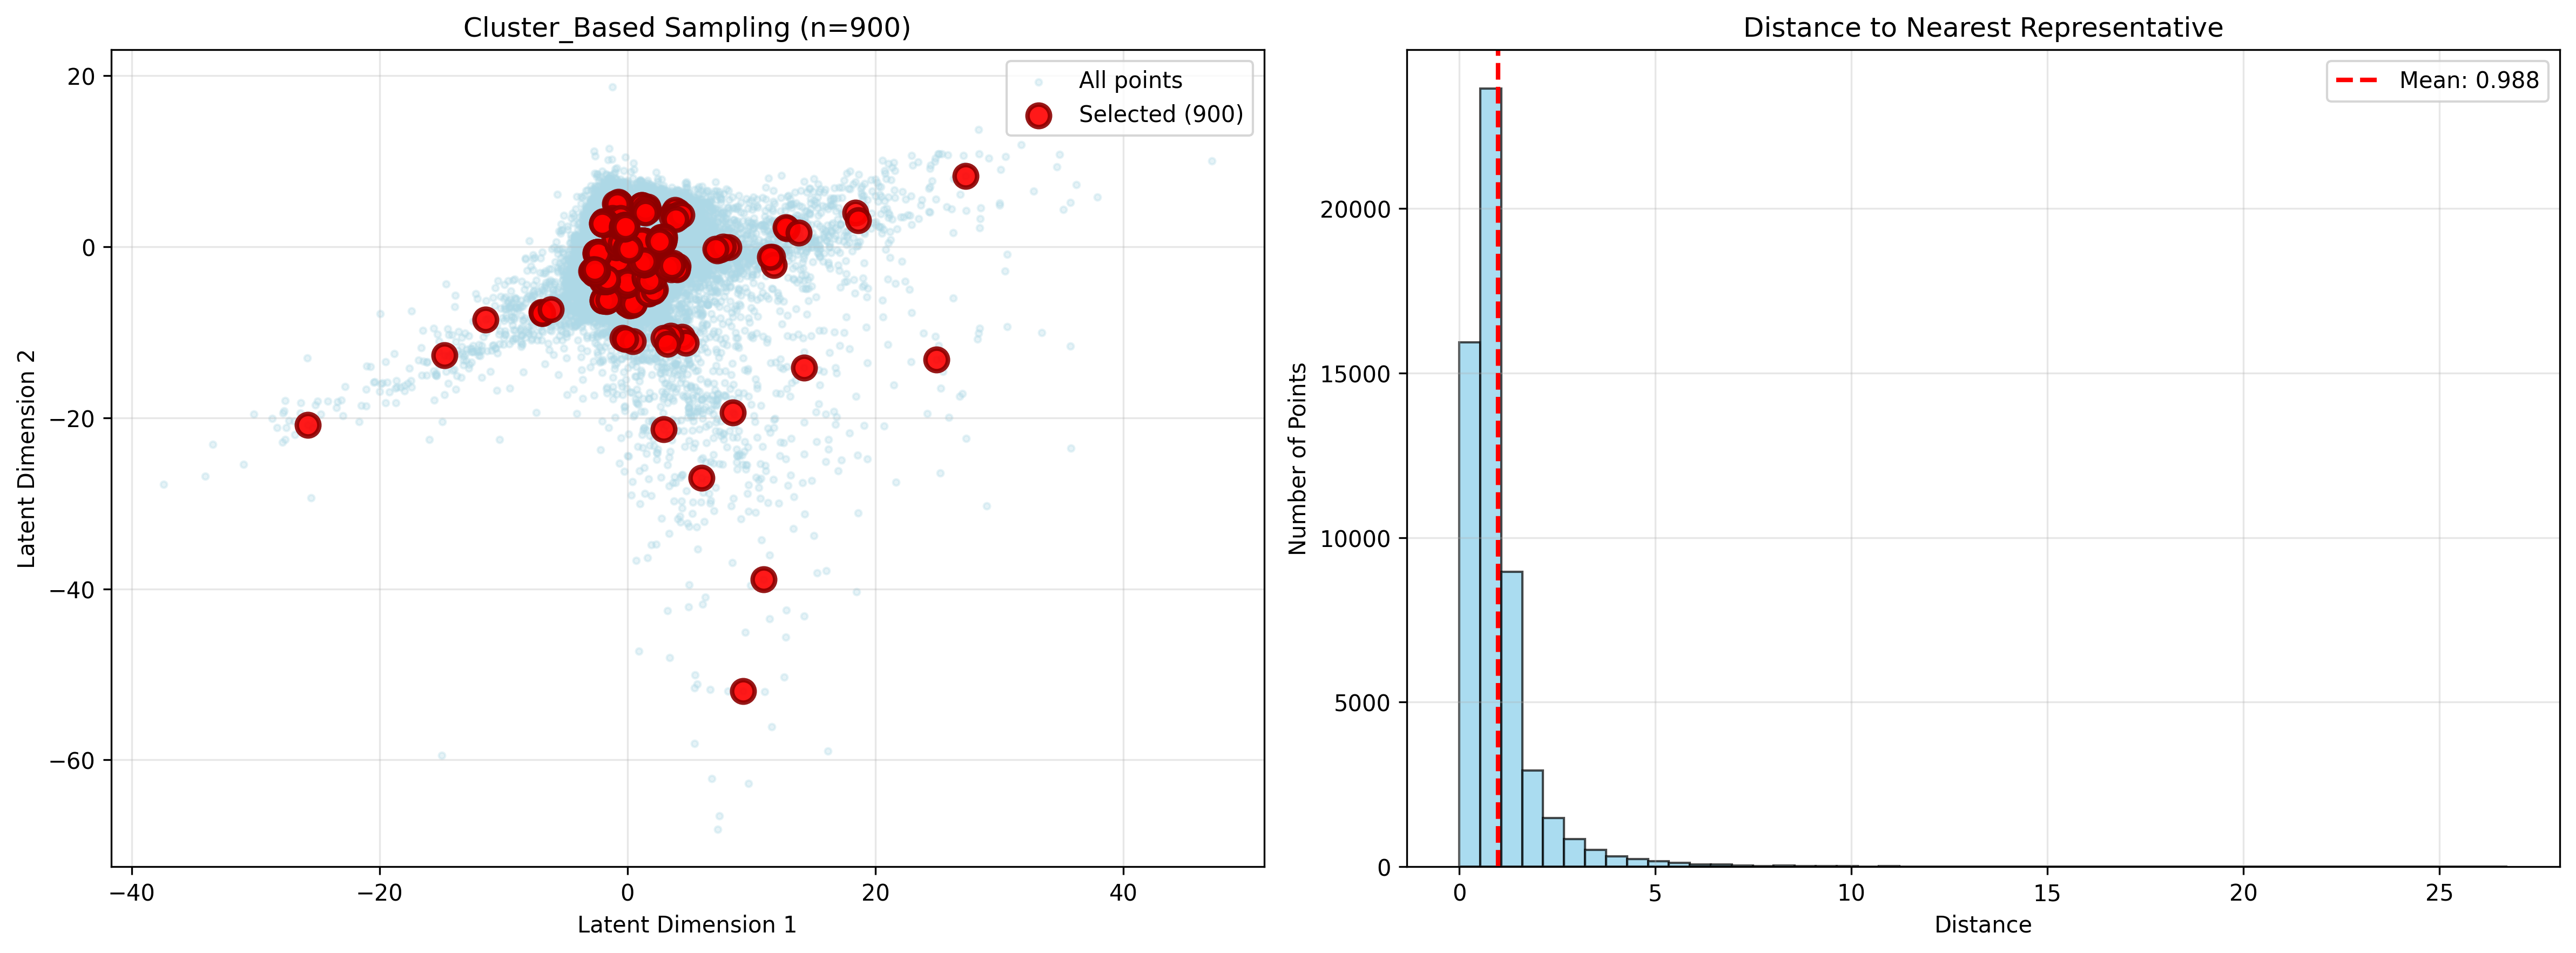 Cluster_Based Sampling (n=900)
All points
Selected (900)
20
0
−20
−40
−60
Latent Dimension 2
−40
−20
0
20
40
Latent Dimension 1
Distance to Nearest Representative
Mean: 0.988
20000
15000
10000
5000
0
Number of Points
0
5
10
15
20
25
Distance